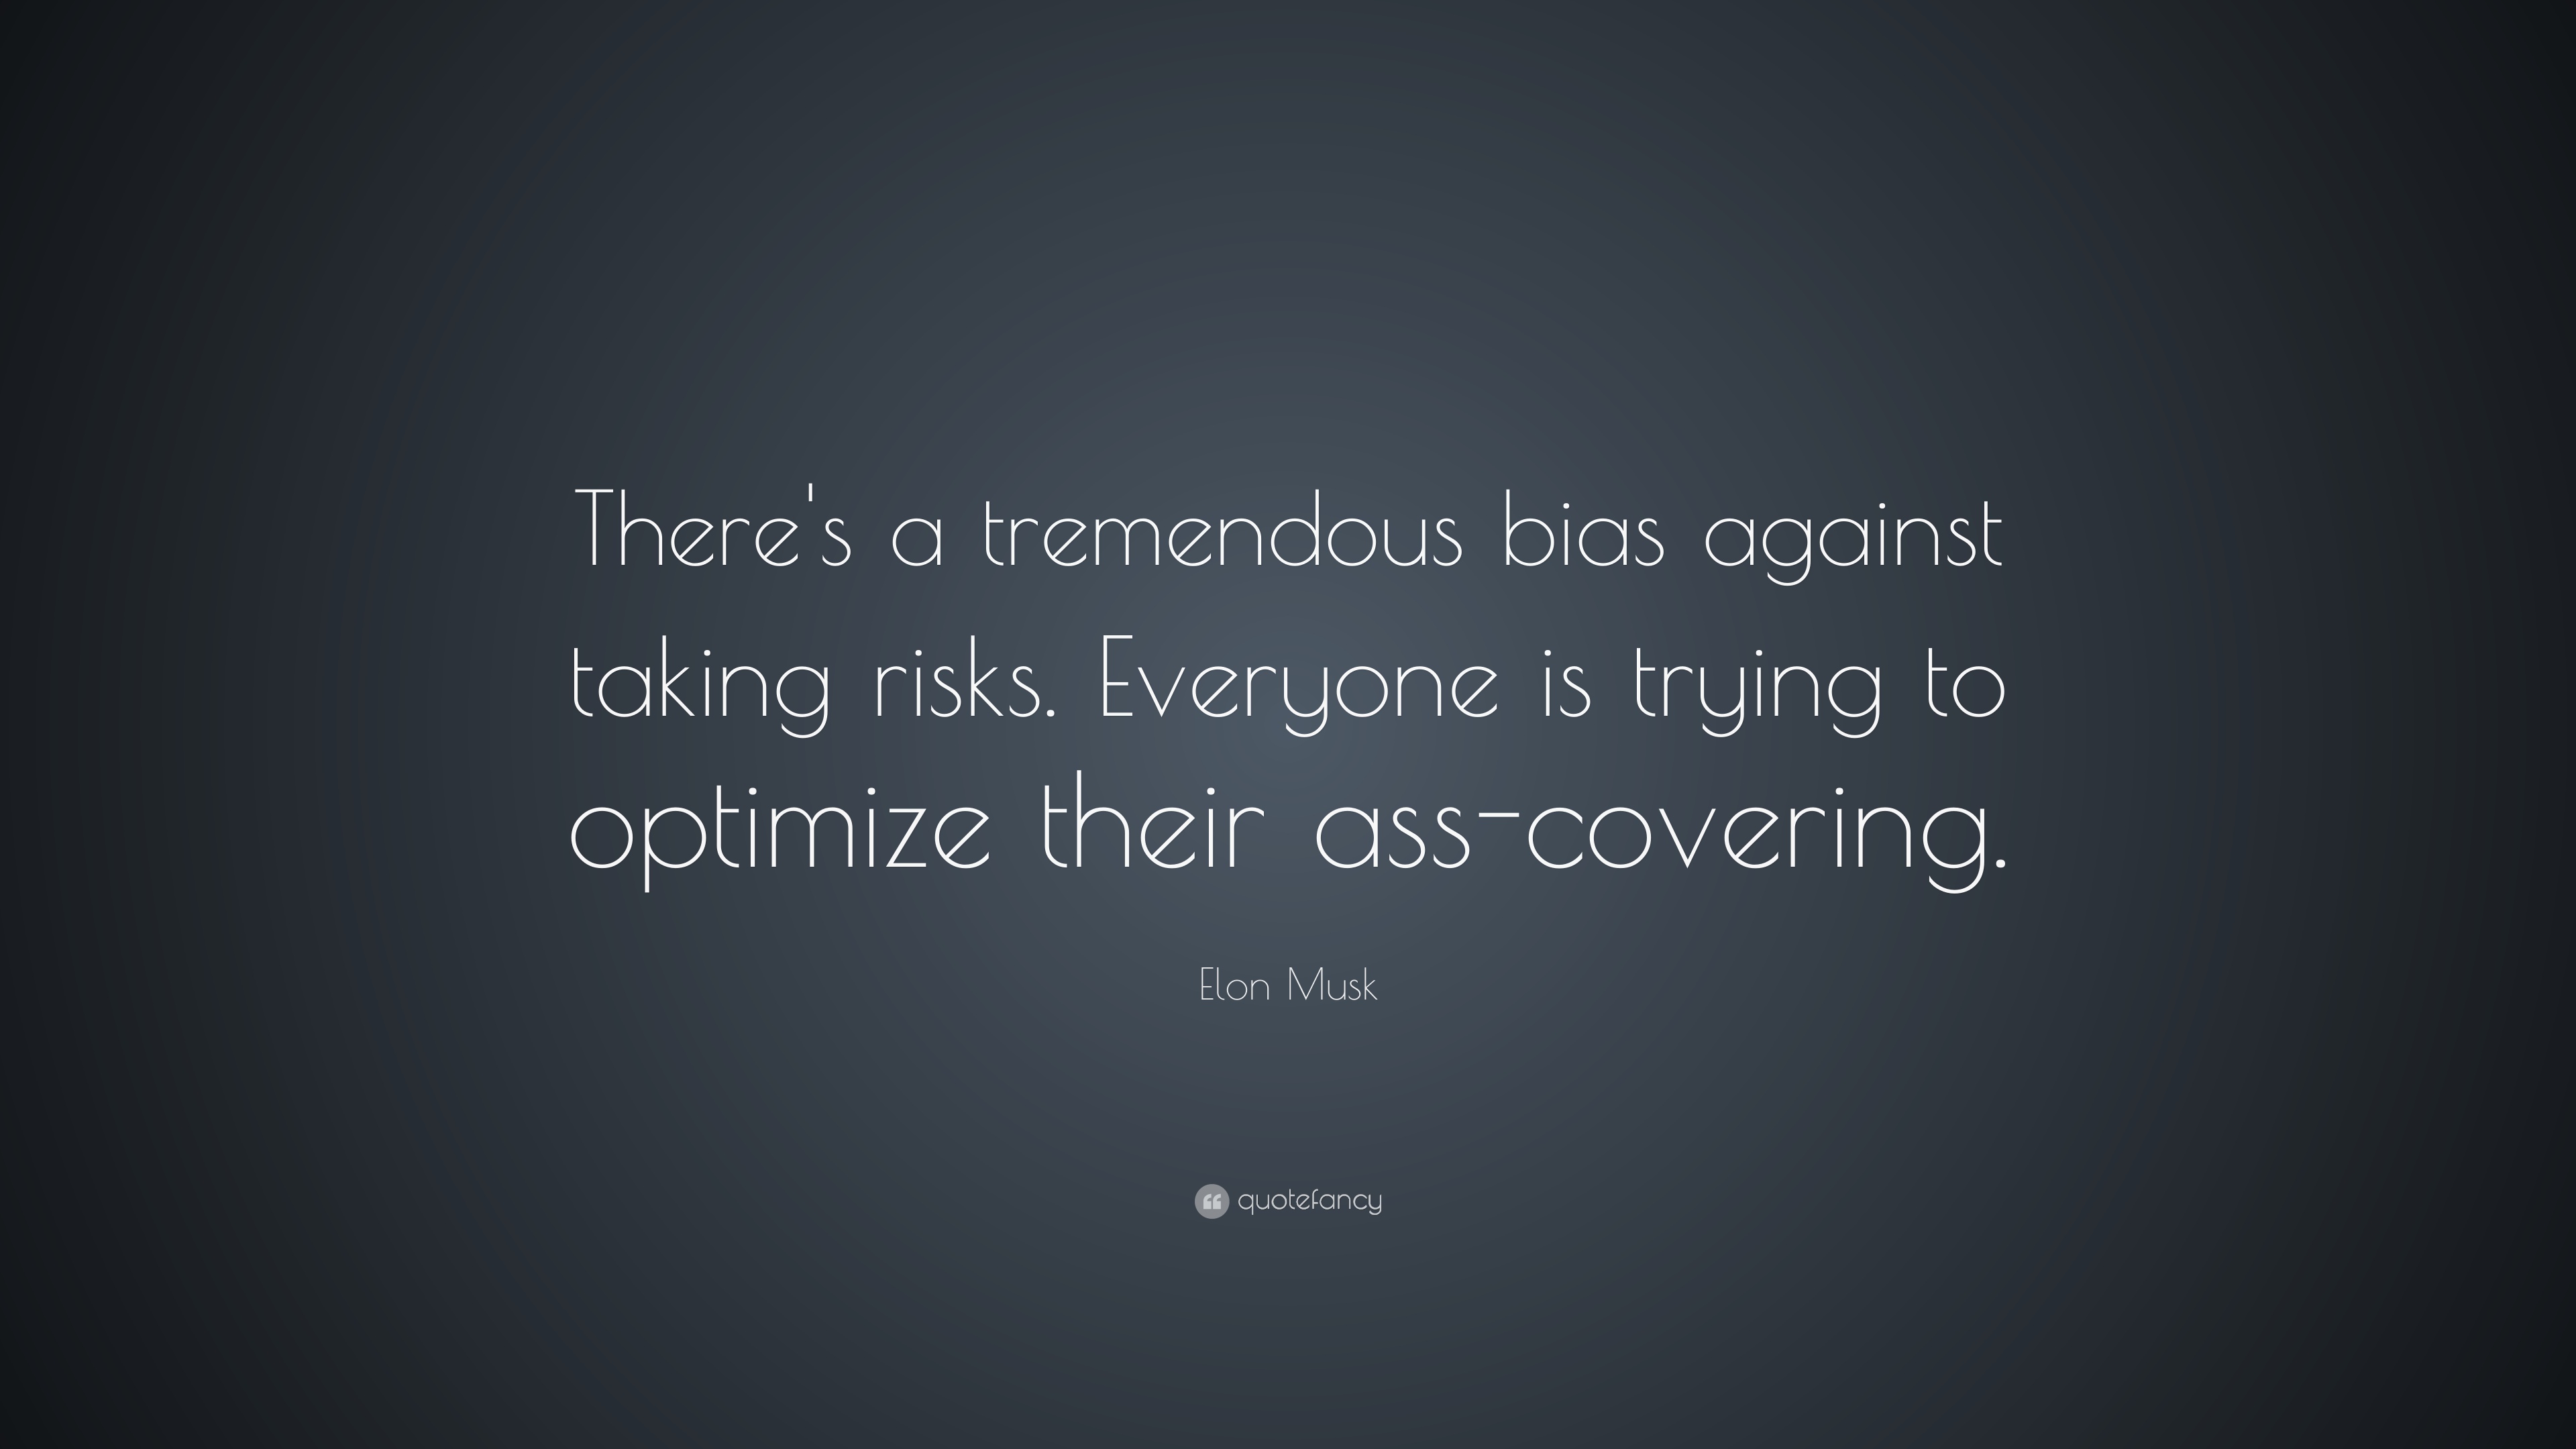 There's a tremendous bias against
taking risks. Everyone is trying to
optimize their ass-covering.
Elon Musk
quotefancy